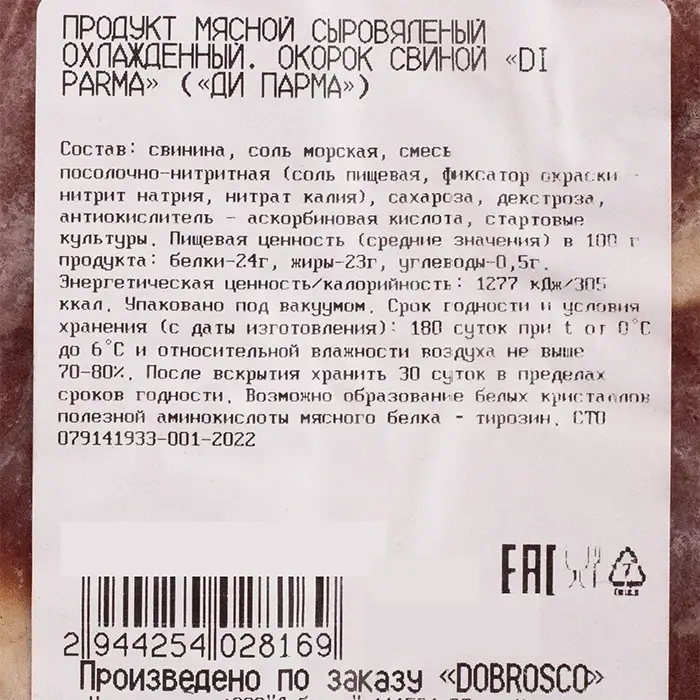 ПРОДУКТ МЯСНОЙ СЫРОВЯЛЕНЫЙ
ОХЛАЖДЕННЫЙ. ОКОРОК СВИНОЙ «DI
PARMA» («ДИ ПАРМА»)
Состав: свинина, соль морская, смесь
посолочно-нитритная (соль пищевая, фиксатор окраски -
нитрит натрия, нитрат калия), сахароза, декстроза,
антиокислитель - аскорбиновая кислота, стартовые
культуры. Пищевая ценность (средние значения) в 100 г
продукта: белки-24г, жиры-23г, углеводы-0,5г.
Энергетическая ценность/калорийность: 1277 кДж/305
ккал. Упаковано под вакуумом. Срок годности и условия
хранения (с даты изготовления): 180 суток при t от 0°С
до 6°С и относительной влажности воздуха не выше
70-80%. После вскрытия хранить 30 суток в пределах
сроков годности. Возможно образование белых кристаллов
полезной аминокислоты мясного белка - тирозин. СТО
079141933-001-2022
EAC
7
2 944254 028169
Произведено по заказу «DOBROSCO»